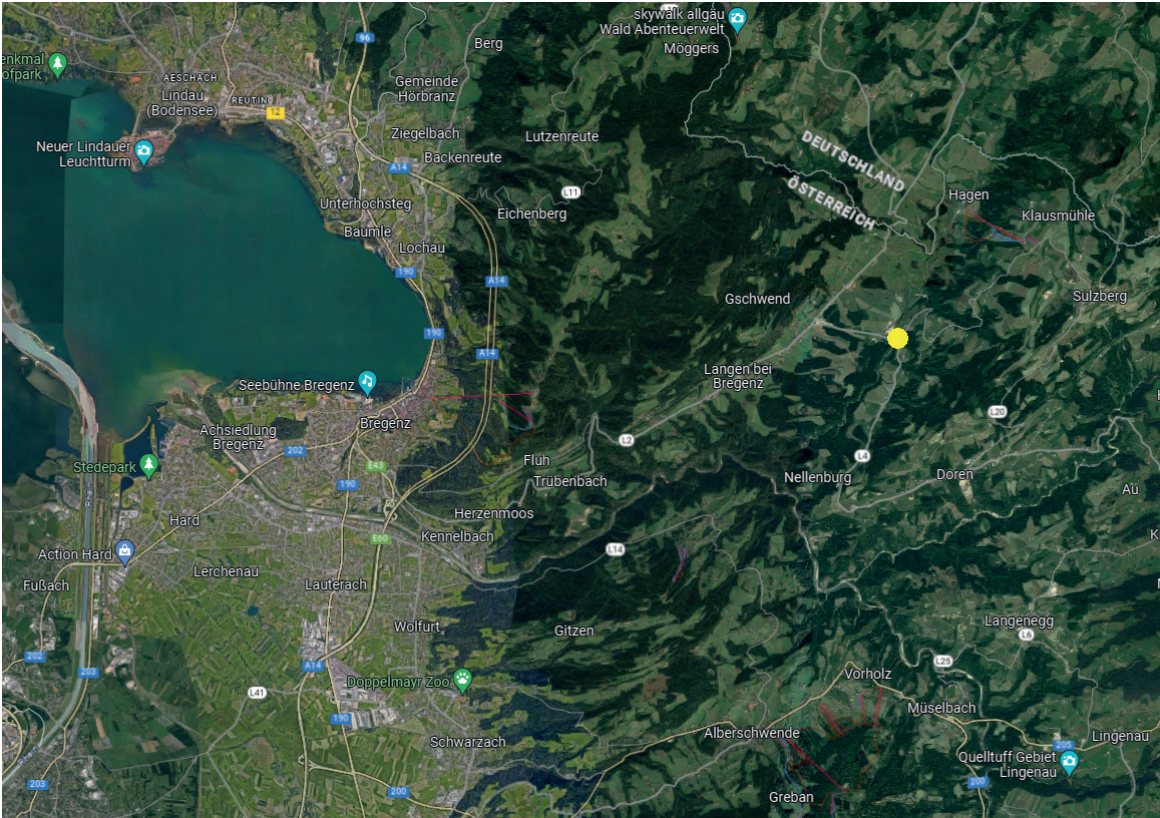 skywalk allgäu
Wald Abenteuerwelt
Möggers
96
Berg
enkmal
ofpark
AESCHACH
Lindau
(Bodensee)
REUTIN
12
Gemeinde
Hörbranz
Neuer Lindauer
Leuchtturm
Ziegelbach
Backenreute
A14
Lutzenreute
DEUTSCHLAND
ÖSTERREICH
L11
Unterhochsteg
Eichenberg
Hagen
Klausmühle
Bäumle
Lochau
190
A14
Gschwend
Sulzberg
190
A14
Langen bei
Bregenz
Seebühne Bregenz
Bregenz
Achsiedlung
Bregenz
202
L2
L20
Stedepark
E43
Fluh
Trübenbach
L4
Nellenburg
Doren
190
Au
Hard
Herzenmoos
Kennelbach
E60
Action Hard
L14
Fußach
Lerchenau
Lauterach
Wolfurt
Gitzen
Langenegg
L6
202
203
A14
L25
Doppelmayr Zoo
L41
Vorholz
190
Müselbach
Schwarzach
Alberschwende
205
Lingenau
Quelltuff Gebiet
Lingenau
203
200
200
Greban